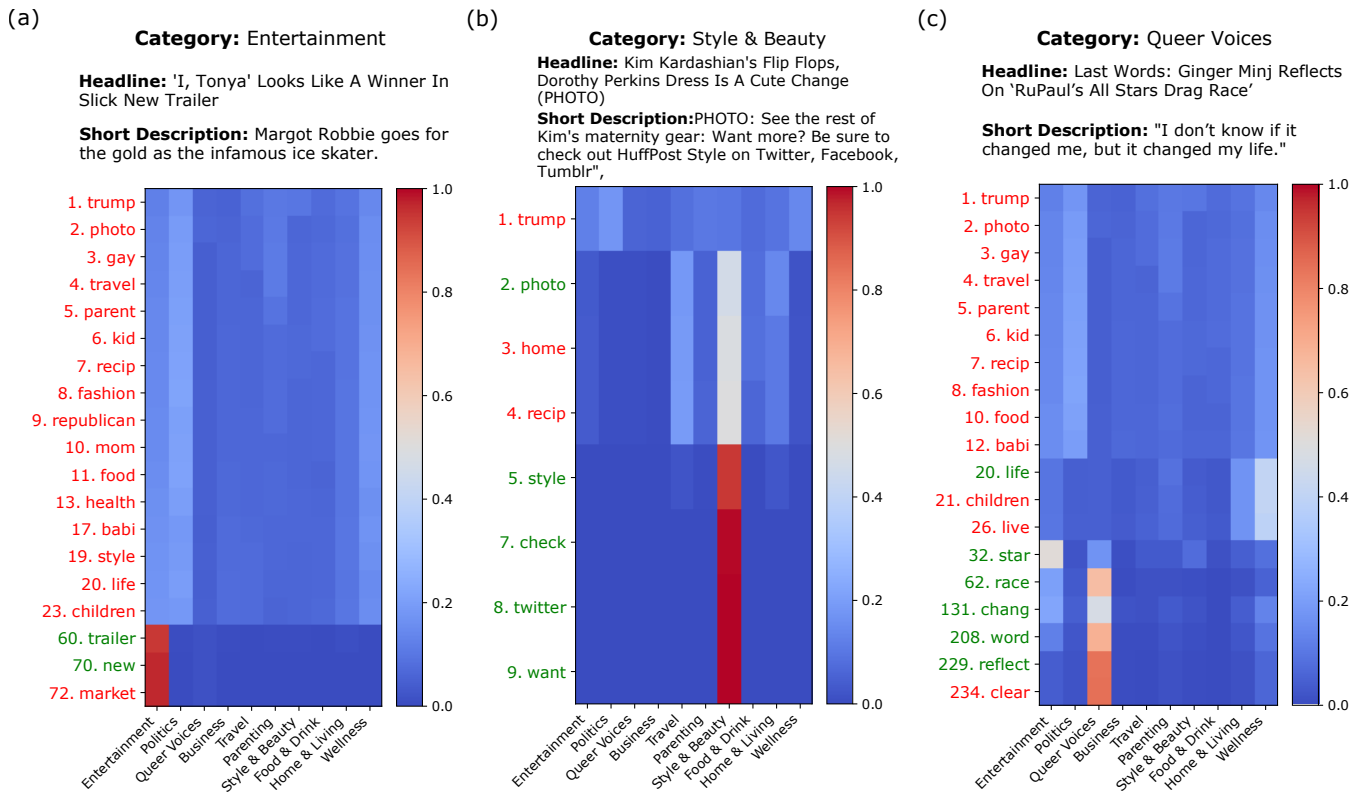 (a)
Category: Entertainment
Headline: 'I, Tonya' Looks Like A Winner In
Slick New Trailer
Short Description: Margot Robbie goes for
the gold as the infamous ice skater.
1. trump
2. photo
3. gay
4. travel
5. parent
6. kid
7. recip
8. fashion
9. republican
10. mom
11. food
13. health
17. babi
19. style
20. life
23. children
60. trailer
70. new
72. market
1.0
0.8
0.6
0.4
0.2
0.0
Entertainment
Politics
Queer Voices
Business
Travel
Parenting
Style & Beauty
Food & Drink
Home & Living
Wellness
(b)
Category: Style & Beauty
Headline: Kim Kardashian's Flip Flops,
Dorothy Perkins Dress Is A Cute Change
(PHOTO)
Short Description:PHOTO: See the rest of
Kim's maternity gear: Want more? Be sure to
check out HuffPost Style on Twitter, Facebook,
Tumblr",
1. trump
2. photo
3. home
4. recip
5. style
7. check
8. twitter
9. want
1.0
0.8
0.6
0.4
0.2
0.0
Entertainment
Politics
Queer Voices
Business
Travel
Parenting
Style & Beauty
Food & Drink
Home & Living
Wellness
(c)
Category: Queer Voices
Headline: Last Words: Ginger Minj Reflects
On ‘RuPaul’s All Stars Drag Race’
Short Description: "I don’t know if it
changed me, but it changed my life."
1. trump
2. photo
3. gay
4. travel
5. parent
6. kid
7. recip
8. fashion
10. food
12. babi
20. life
21. children
26. live
32. star
62. race
131. chang
208. word
229. reflect
234. clear
1.0
0.8
0.6
0.4
0.2
0.0
Entertainment
Politics
Queer Voices
Business
Travel
Parenting
Style & Beauty
Food & Drink
Home & Living
Wellness